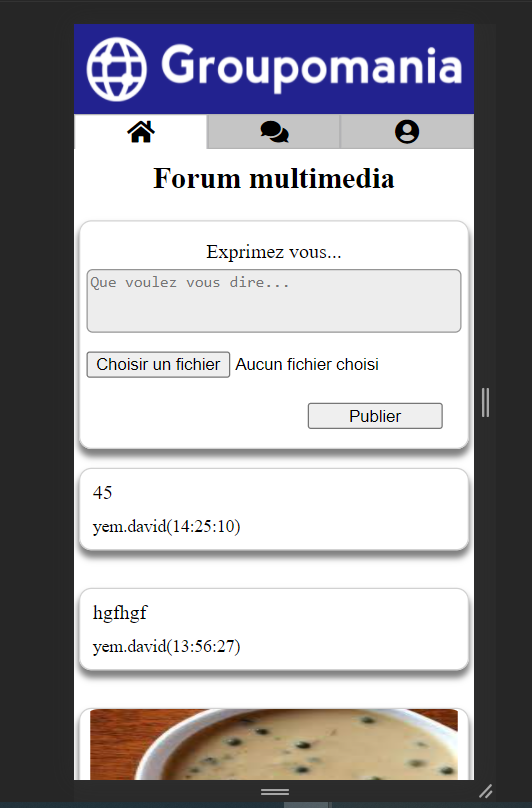 Groupomania
Forum multimedia
Exprimez vous...
Que voulez vous dire...
Choisir un fichier Aucun fichier choisi
Publier
45
yem.david(14:25:10)
hgfhgf
yem.david(13:56:27)